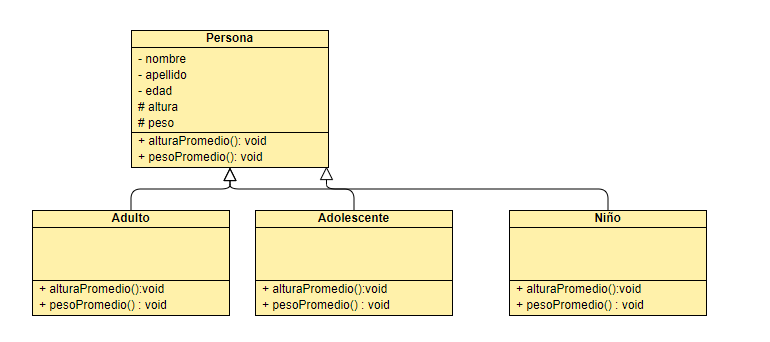 Persona
- nombre
- apellido
- edad
# altura
# peso
+ alturaPromedio(): void
+ pesoPromedio(): void
Adulto
+ alturaPromedio():void
+ pesoPromedio() : void
Adolescente
+ alturaPromedio():void
+ pesoPromedio() : void
Niño
+ alturaPromedio():void
+ pesoPromedio() : void